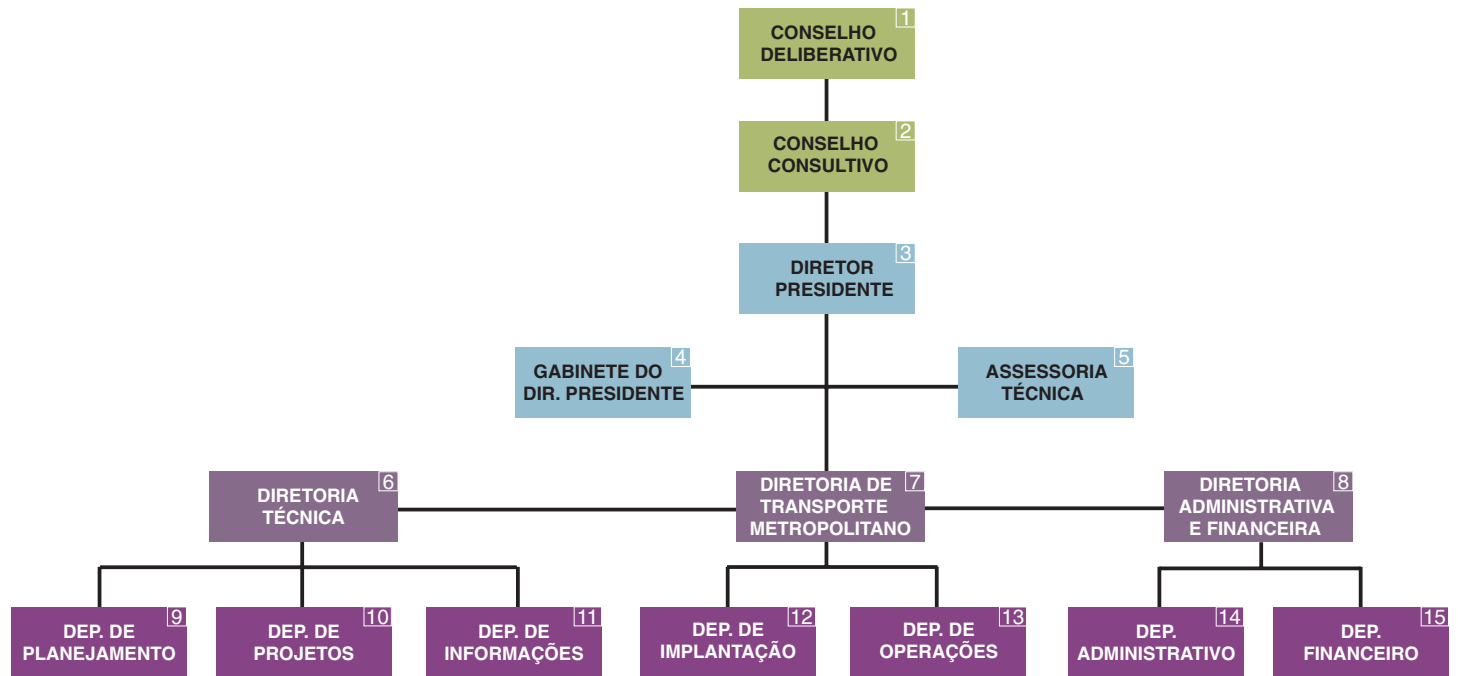 1
CONSELHO
DELIBERATIVO
2
CONSELHO
CONSULTIVO
3
DIRETOR
PRESIDENTE
4
GABINETE DO
DIR. PRESIDENTE
5
ASSESSORIA
TÉCNICA
6
DIRETORIA
TÉCNICA
7
DIRETORIA DE
TRANSPORTE
METROPOLITANO
8
DIRETORIA
ADMINISTRATIVA
E FINANCEIRA
9
DEP. DE
PLANEJAMENTO
10
DEP. DE
PROJETOS
11
DEP. DE
INFORMAÇÕES
12
DEP. DE
IMPLANTAÇÃO
13
DEP. DE
OPERAÇÕES
14
DEP.
ADMINISTRATIVO
15
DEP.
FINANCEIRO